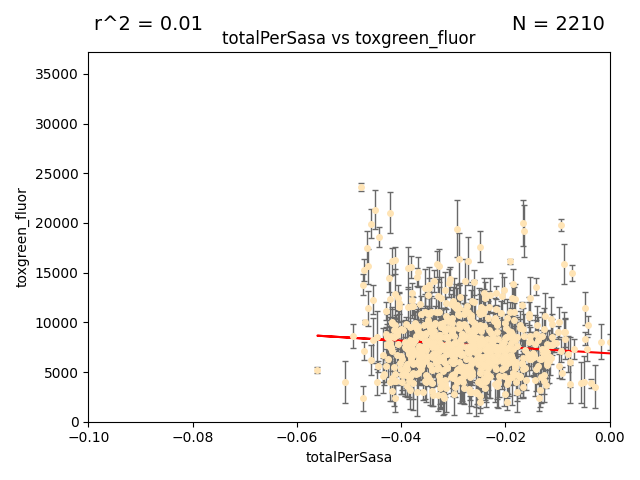 r^2 = 0.01
N = 2210
totalPerSasa vs toxgreen_fluor
toxgreen_fluor
35000
30000
25000
20000
15000
10000
5000
0
−0.10
−0.08
−0.06
−0.04
−0.02
0.00
totalPerSasa